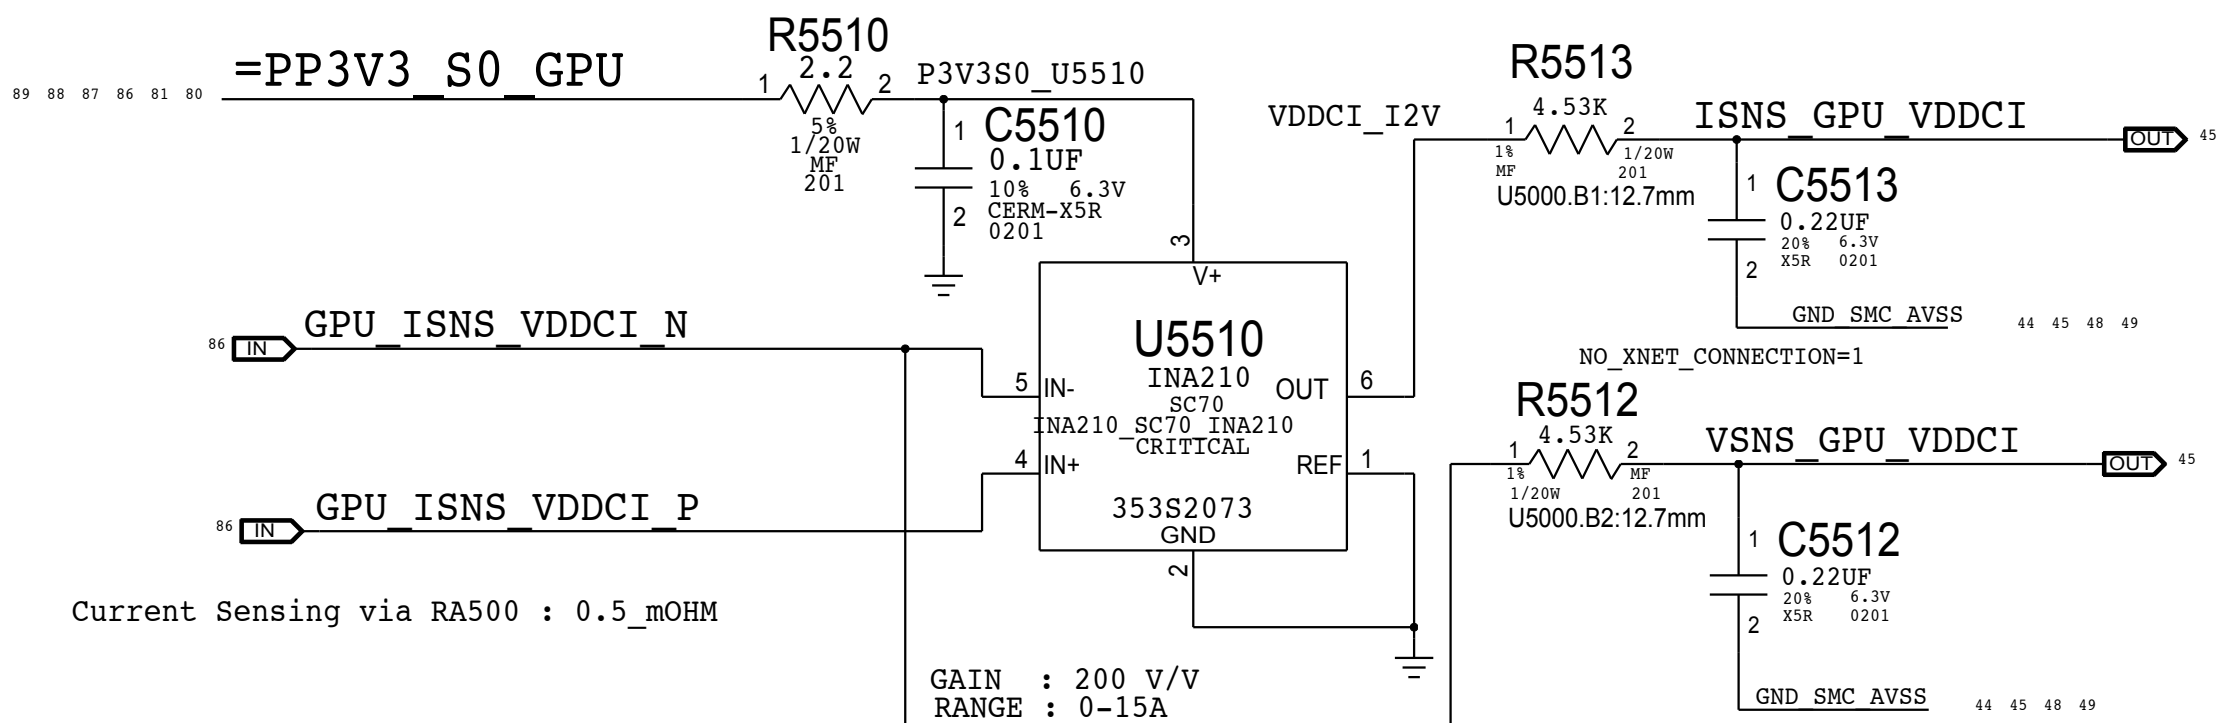 89 88 87 86 81 80
=PP3V3_S0_GPU
R5510
2.2
1
2
5%
1/20W
MF
201
P3V3S0_U5510
1
C5510
0.1UF
10% 6.3V
CERM-X5R
0201
2
3
V+
VDDCI_I2V
R5513
4.53K
1
2
1%
MF
1/20W
201
U5000.B1:12.7mm
ISNS_GPU_VDDCI
OUT
45
1
C5513
0.22UF
20% 6.3V
X5R 0201
2
GND_SMC_AVSS
44 45 48 49
86
IN
GPU_ISNS_VDDCI_N
5
IN-
U5510
INA210
SC70
INA210_SC70_INA210
CRITICAL
OUT
6
4
IN+
REF
1
353S2073
GND
2
86
IN
GPU_ISNS_VDDCI_P
NO_XNET_CONNECTION=1
R5512
4.53K
1
2
1%
1/20W
MF
201
U5000.B2:12.7mm
VSNS_GPU_VDDCI
OUT
45
1
C5512
0.22UF
20% 6.3V
X5R 0201
2
GND_SMC_AVSS
44 45 48 49
Current Sensing via RA500 : 0.5_mOHM
GAIN : 200 V/V
RANGE : 0-15A